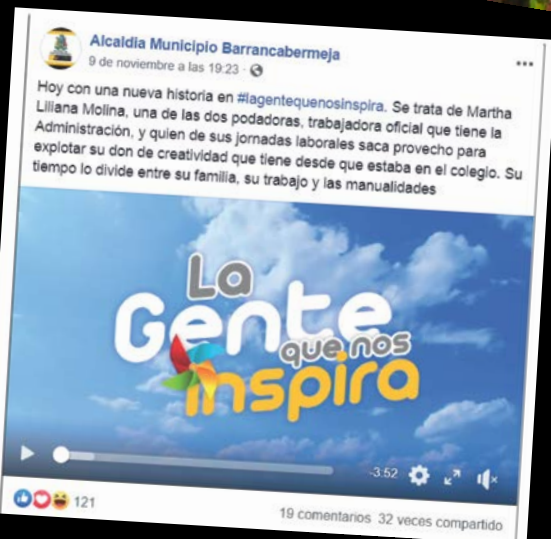 Alcaldía Municipio Barrancabermeja
9 de noviembre a las 19:23 ·
Hoy con una nueva historia en #lagentequenosinspira. Se trata de Martha
Liliana Molina, una de las dos podadoras, trabajadora oficial que tiene la
Administración, y quien de sus jornadas laborales saca provecho para
explotar su don de creatividad que tiene desde que estaba en el colegio. Su
tiempo lo divide entre su familia, su trabajo y las manualidades
La
Gente
que nos
inspira
-3:52
121
19 comentarios 32 veces compartido